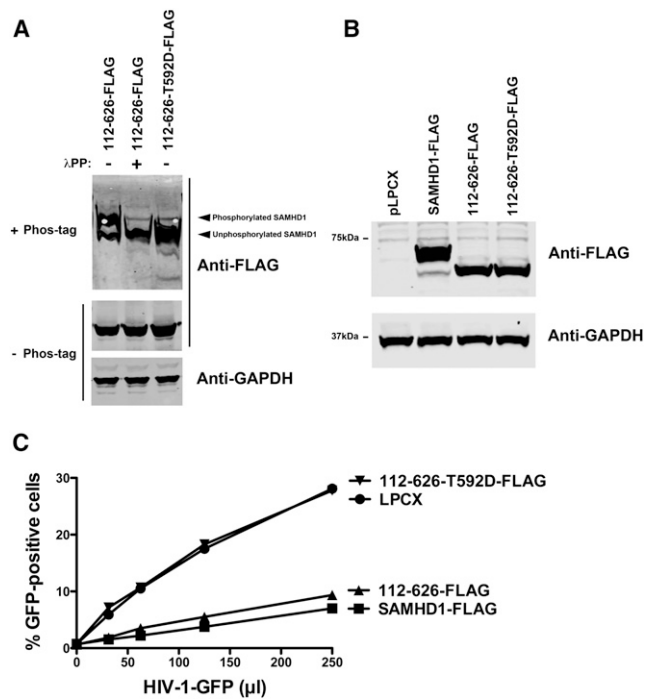 A
112-626-FLAG
112-626-FLAG
112-626-T592D-FLAG
λPP: - + -
+ Phos-tag
Phosphorylated SAMHD1
Unphosphorylated SAMHD1
Anti-FLAG
- Phos-tag
Anti-GAPDH
B
pLPCX
SAMHD1-FLAG
112-626-FLAG
112-626-T592D-FLAG
75kDa
Anti-FLAG
37kDa
Anti-GAPDH
C
% GFP-positive cells
30
20
10
0
0 50 100 150 200 250
HIV-1-GFP (µl)
112-626-T592D-FLAG
LPCX
112-626-FLAG
SAMHD1-FLAG